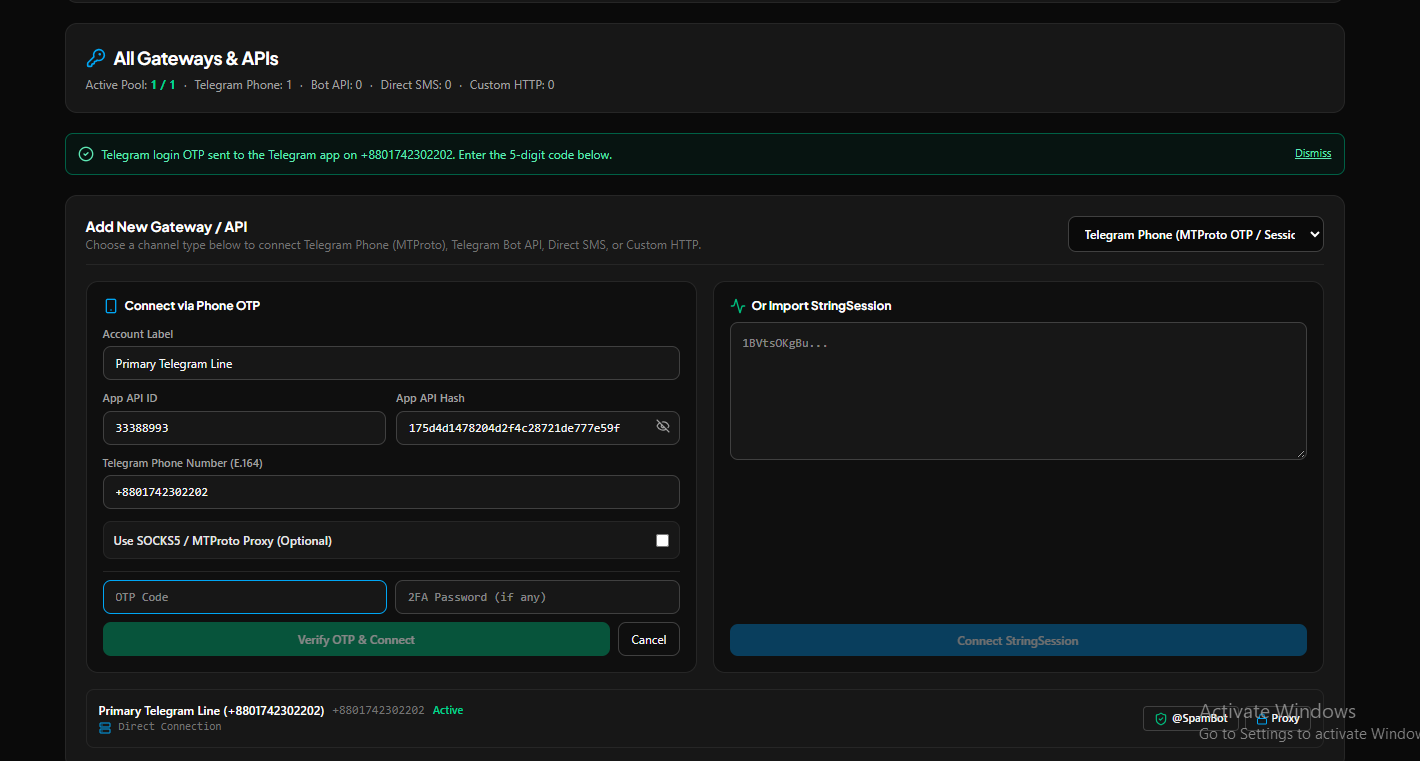 All Gateways & APIs
Active Pool: 1 / 1 · Telegram Phone: 1 · Bot API: 0 · Direct SMS: 0 · Custom HTTP: 0
Telegram login OTP sent to the Telegram app on +8801742302202. Enter the 5-digit code below.
Dismiss
Add New Gateway / API
Choose a channel type below to connect Telegram Phone (MTProto), Telegram Bot API, Direct SMS, or Custom HTTP.
Telegram Phone (MTProto OTP / Sessic
Connect via Phone OTP
Account Label
Primary Telegram Line
App API ID
App API Hash
33388993
175d4d1478204d2f4c28721de777e59f
Telegram Phone Number (E.164)
+8801742302202
Use SOCKS5 / MTProto Proxy (Optional)
OTP Code
2FA Password (if any)
Verify OTP & Connect
Cancel
Or Import StringSession
1BVtsOKgBu...
Connect StringSession
Primary Telegram Line (+8801742302202) +8801742302202 Active
Direct Connection
@SpamBot
Proxy
Activate Windows
Go to Settings to activate Window